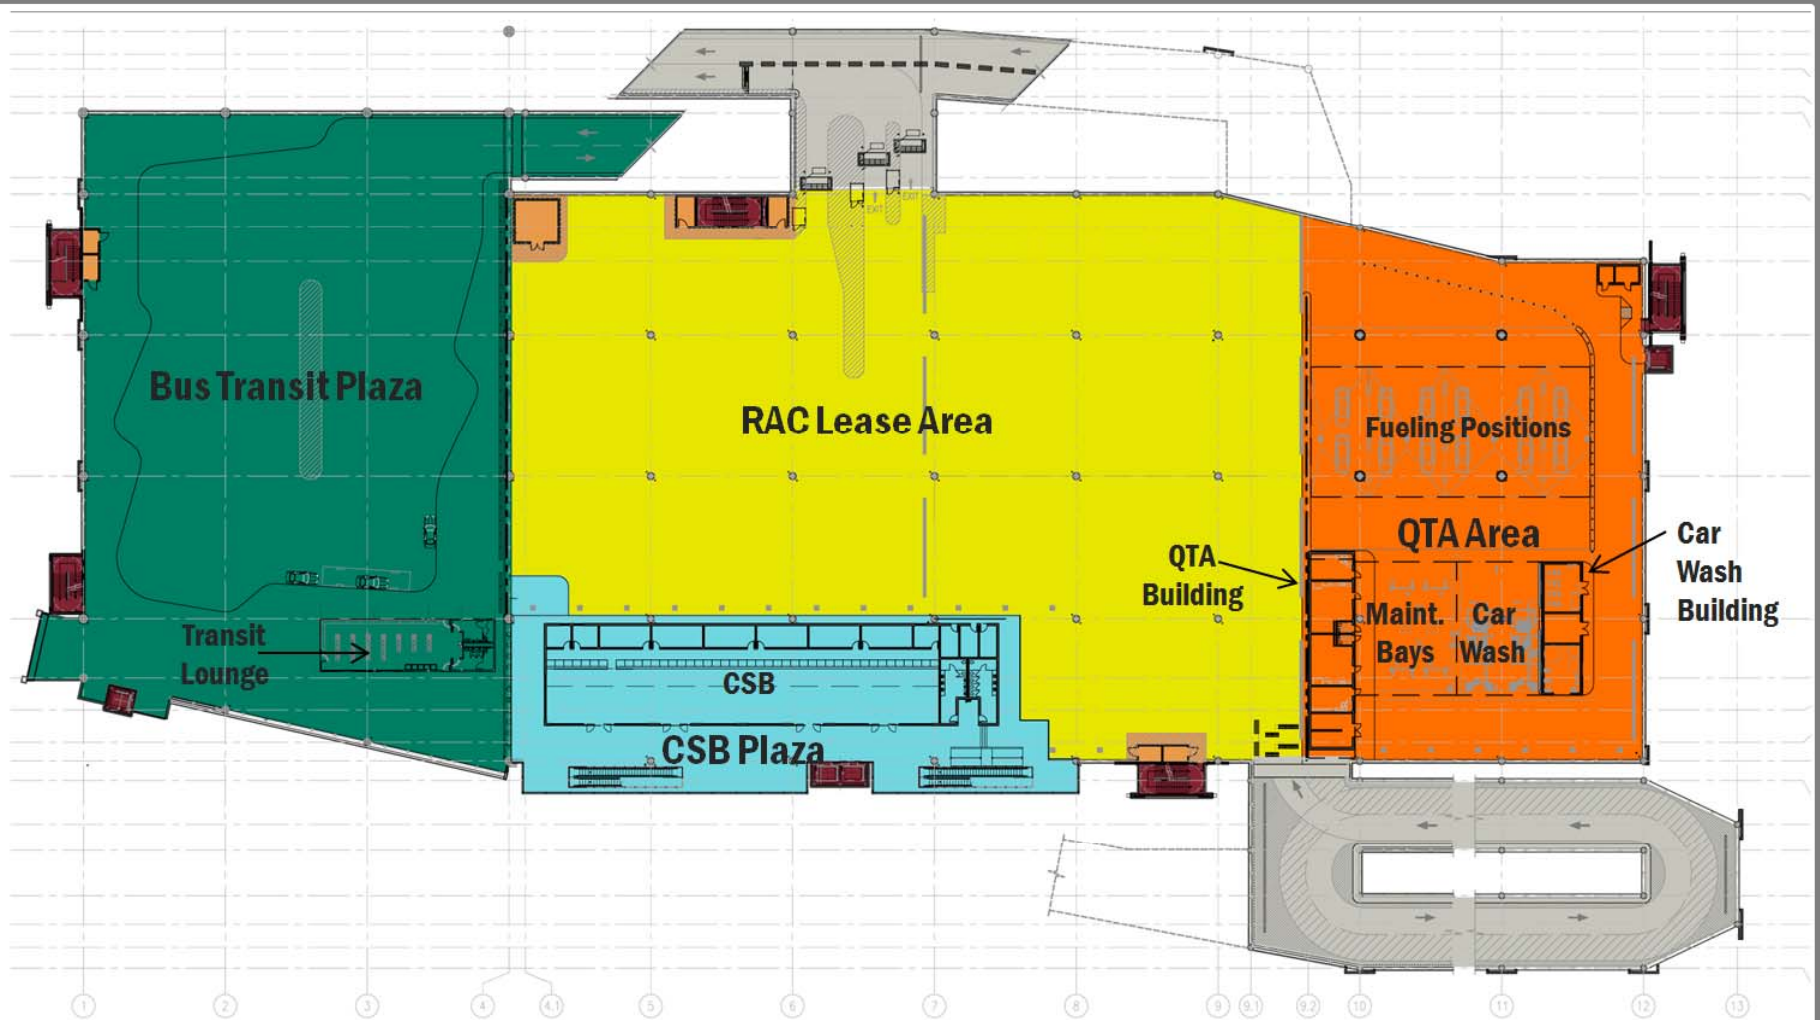 EXIT
EXIT
Bus Transit Plaza
RAC Lease Area
Fueling Positions
QTA Area
QTA
Building
Car
Wash
Building
Maint.
Bays
Car
Wash
Transit
Lounge
CSB
CSB Plaza
1
2
3
4
4.1
5
6
7
8
9
9.1
9.2
10
11
12
13